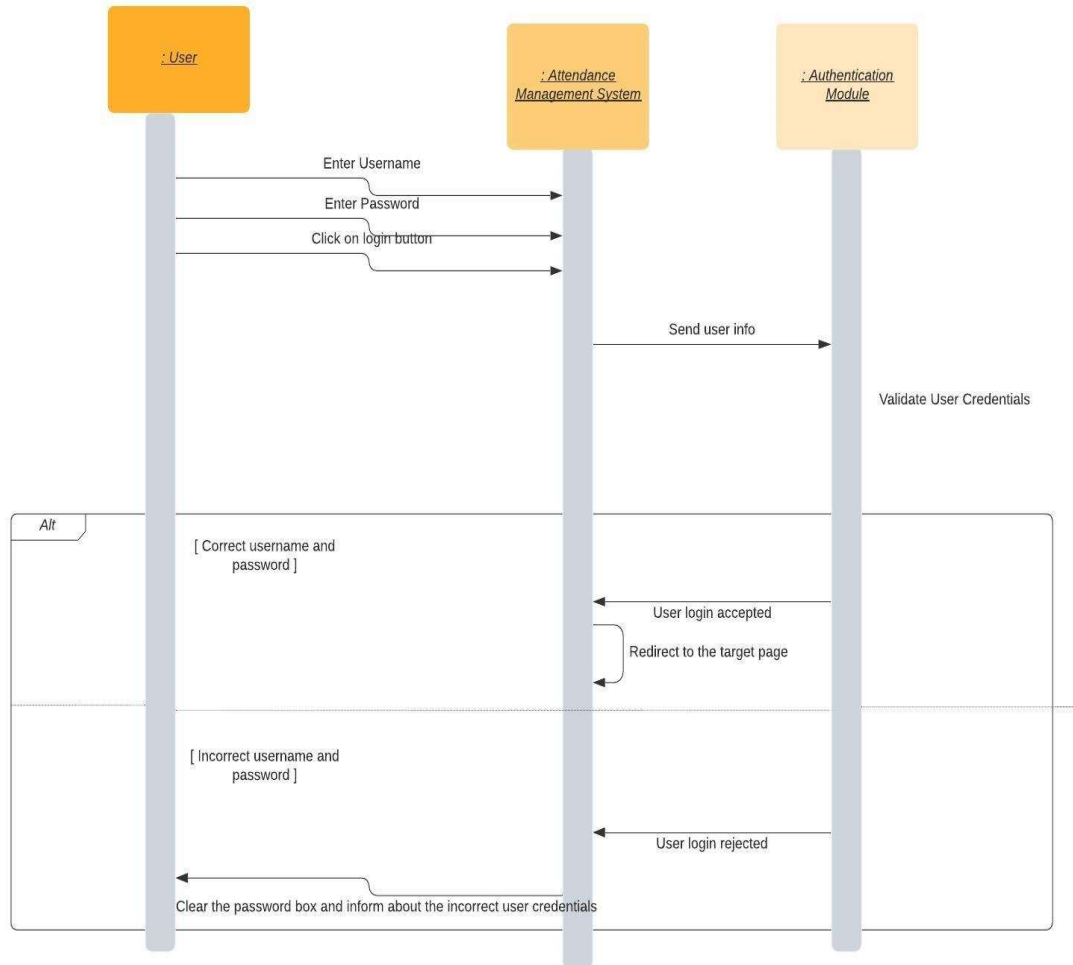 : User
: Attendance
Management System
: Authentication
Module
Enter Username
Enter Password
Click on login button
Send user info
Validate User Credentials
Alt
[ Correct username and
password ]
User login accepted
Redirect to the target page
[ Incorrect username and
password ]
User login rejected
Clear the password box and inform about the incorrect user credentials